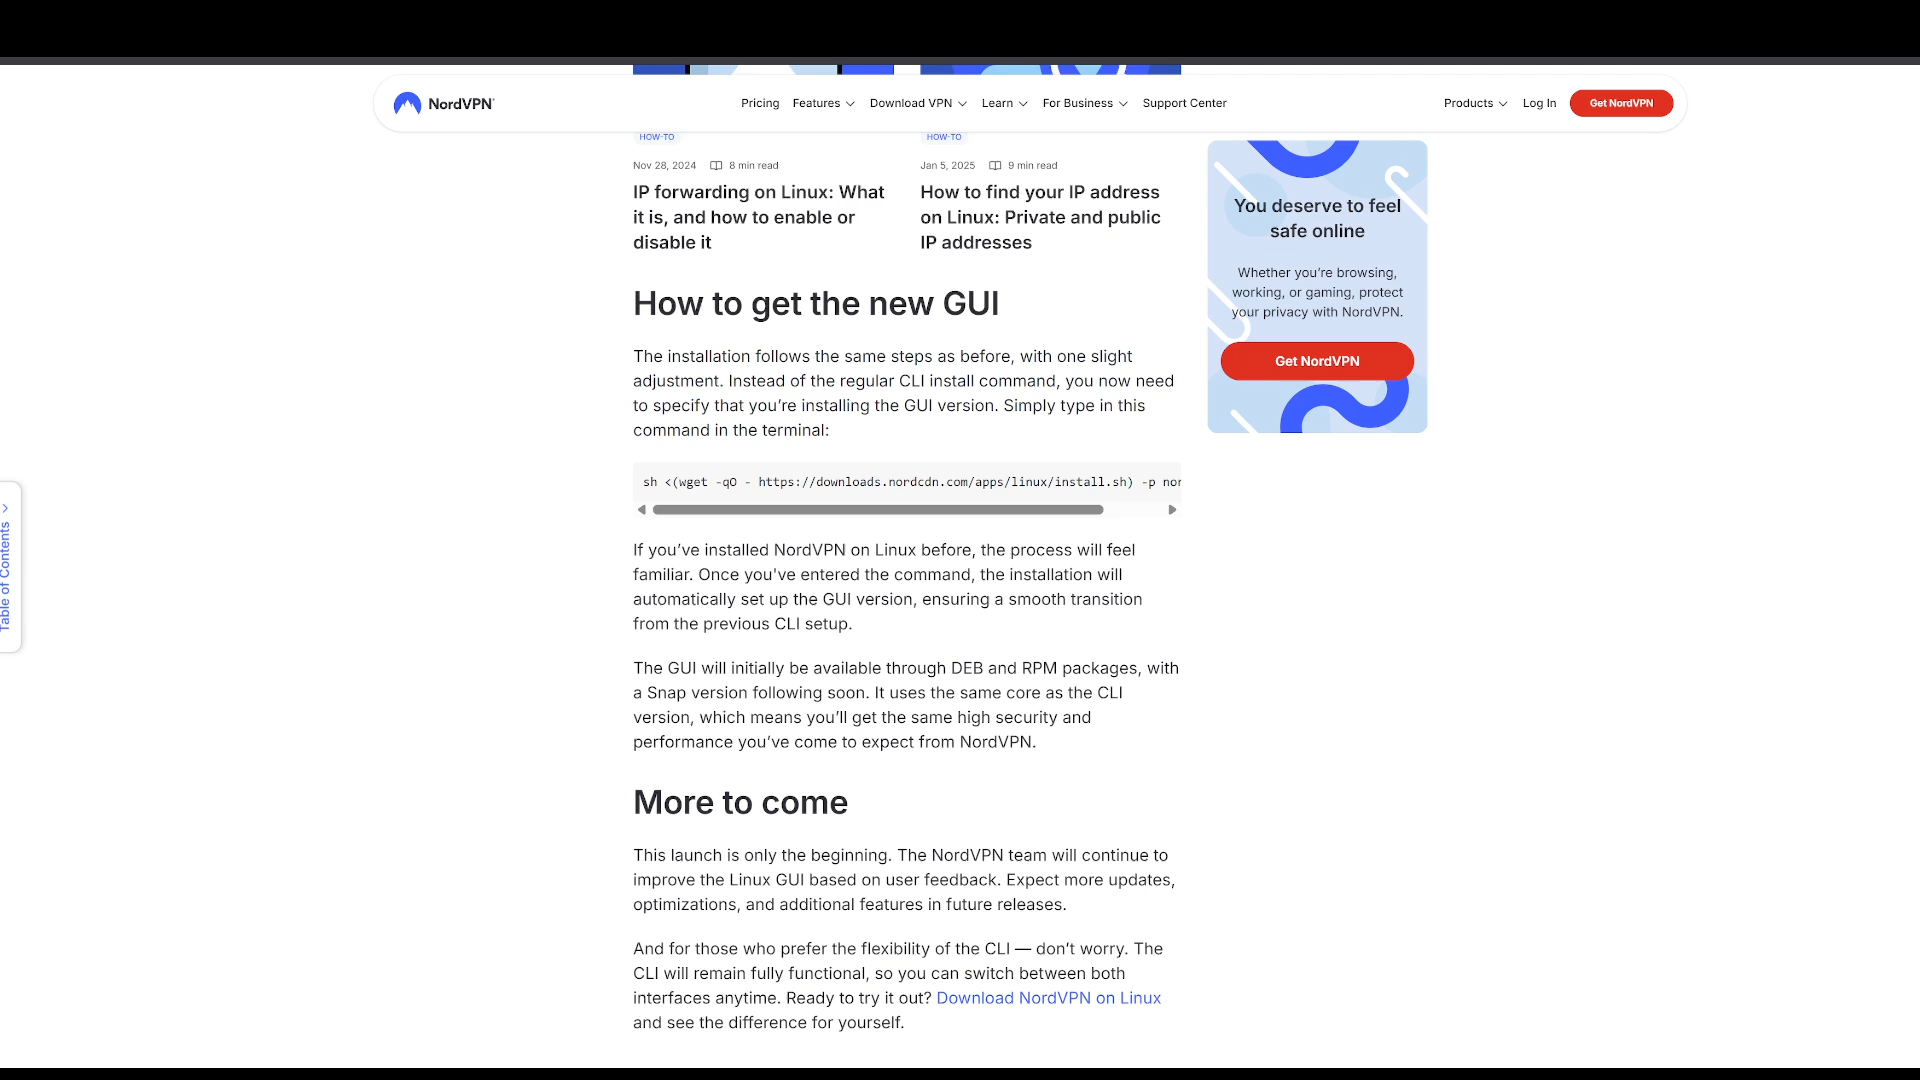 NordVPN
Pricing Features Download VPN Learn For Business Support Center
Products Log In Get NordVPN
HOW-TO
Nov 28, 2024 8 min read
IP forwarding on Linux: What
it is, and how to enable or
disable it
HOW-TO
Jan 5, 2025 9 min read
How to find your IP address
on Linux: Private and public
IP addresses
You deserve to feel
safe online
Whether you’re browsing,
working, or gaming, protect
your privacy with NordVPN.
Get NordVPN
How to get the new GUI
The installation follows the same steps as before, with one slight
adjustment. Instead of the regular CLI install command, you now need
to specify that you’re installing the GUI version. Simply type in this
command in the terminal:
sh <(wget -qO - https://downloads.nordcdn.com/apps/linux/install.sh) -p nor
If you’ve installed NordVPN on Linux before, the process will feel
familiar. Once you've entered the command, the installation will
automatically set up the GUI version, ensuring a smooth transition
from the previous CLI setup.
The GUI will initially be available through DEB and RPM packages, with
a Snap version following soon. It uses the same core as the CLI
version, which means you’ll get the same high security and
performance you’ve come to expect from NordVPN.
More to come
This launch is only the beginning. The NordVPN team will continue to
improve the Linux GUI based on user feedback. Expect more updates,
optimizations, and additional features in future releases.
And for those who prefer the flexibility of the CLI — don’t worry. The
CLI will remain fully functional, so you can switch between both
interfaces anytime. Ready to try it out? Download NordVPN on Linux
and see the difference for yourself.
Table of Contents